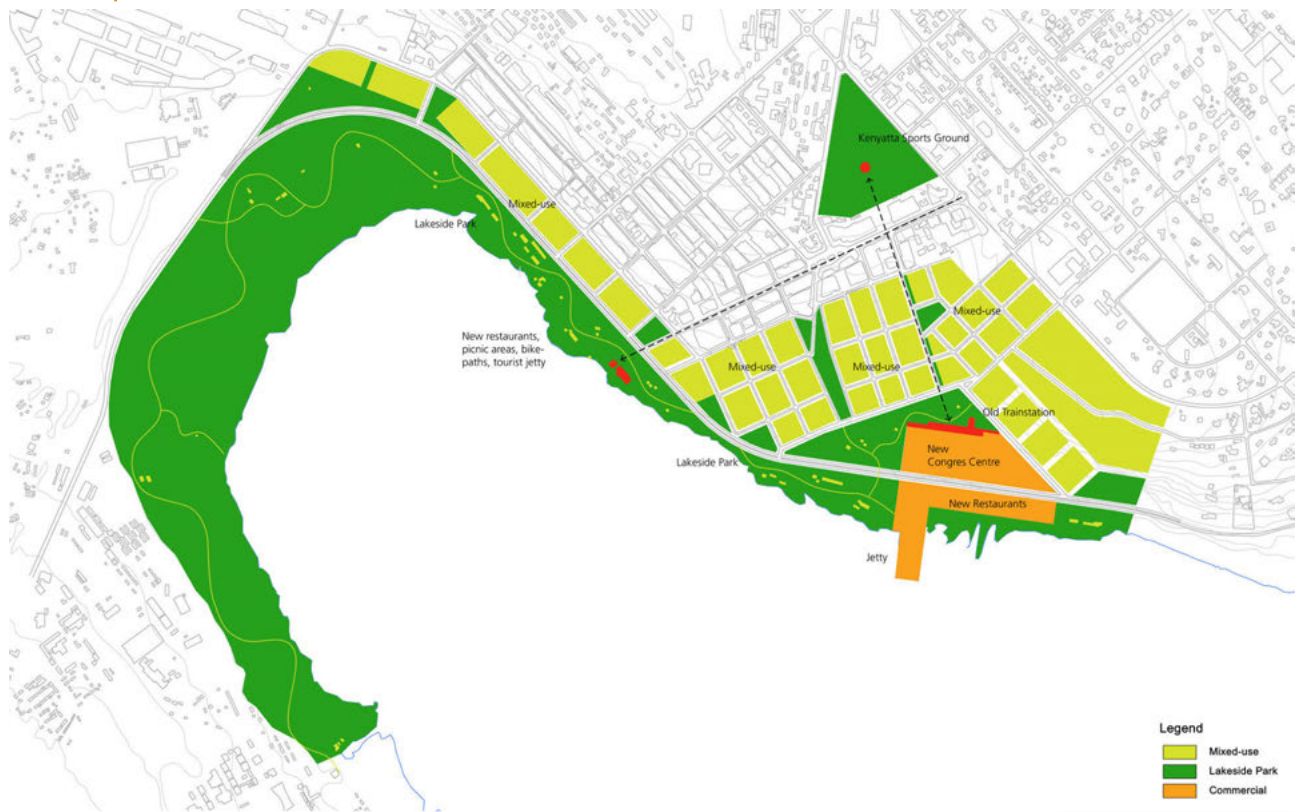 Kenyatta Sports Ground
Mixed-use
Lakeside Park
Mixed-use
New restaurants,
picnic areas, bike-
paths, tourist jetty
Mixed-use
Mixed-use
Old Trainstation
New
Congres Centre
Lakeside Park
New Restaurants
Jetty
Legend
Mixed-use
Lakeside Park
Commercial